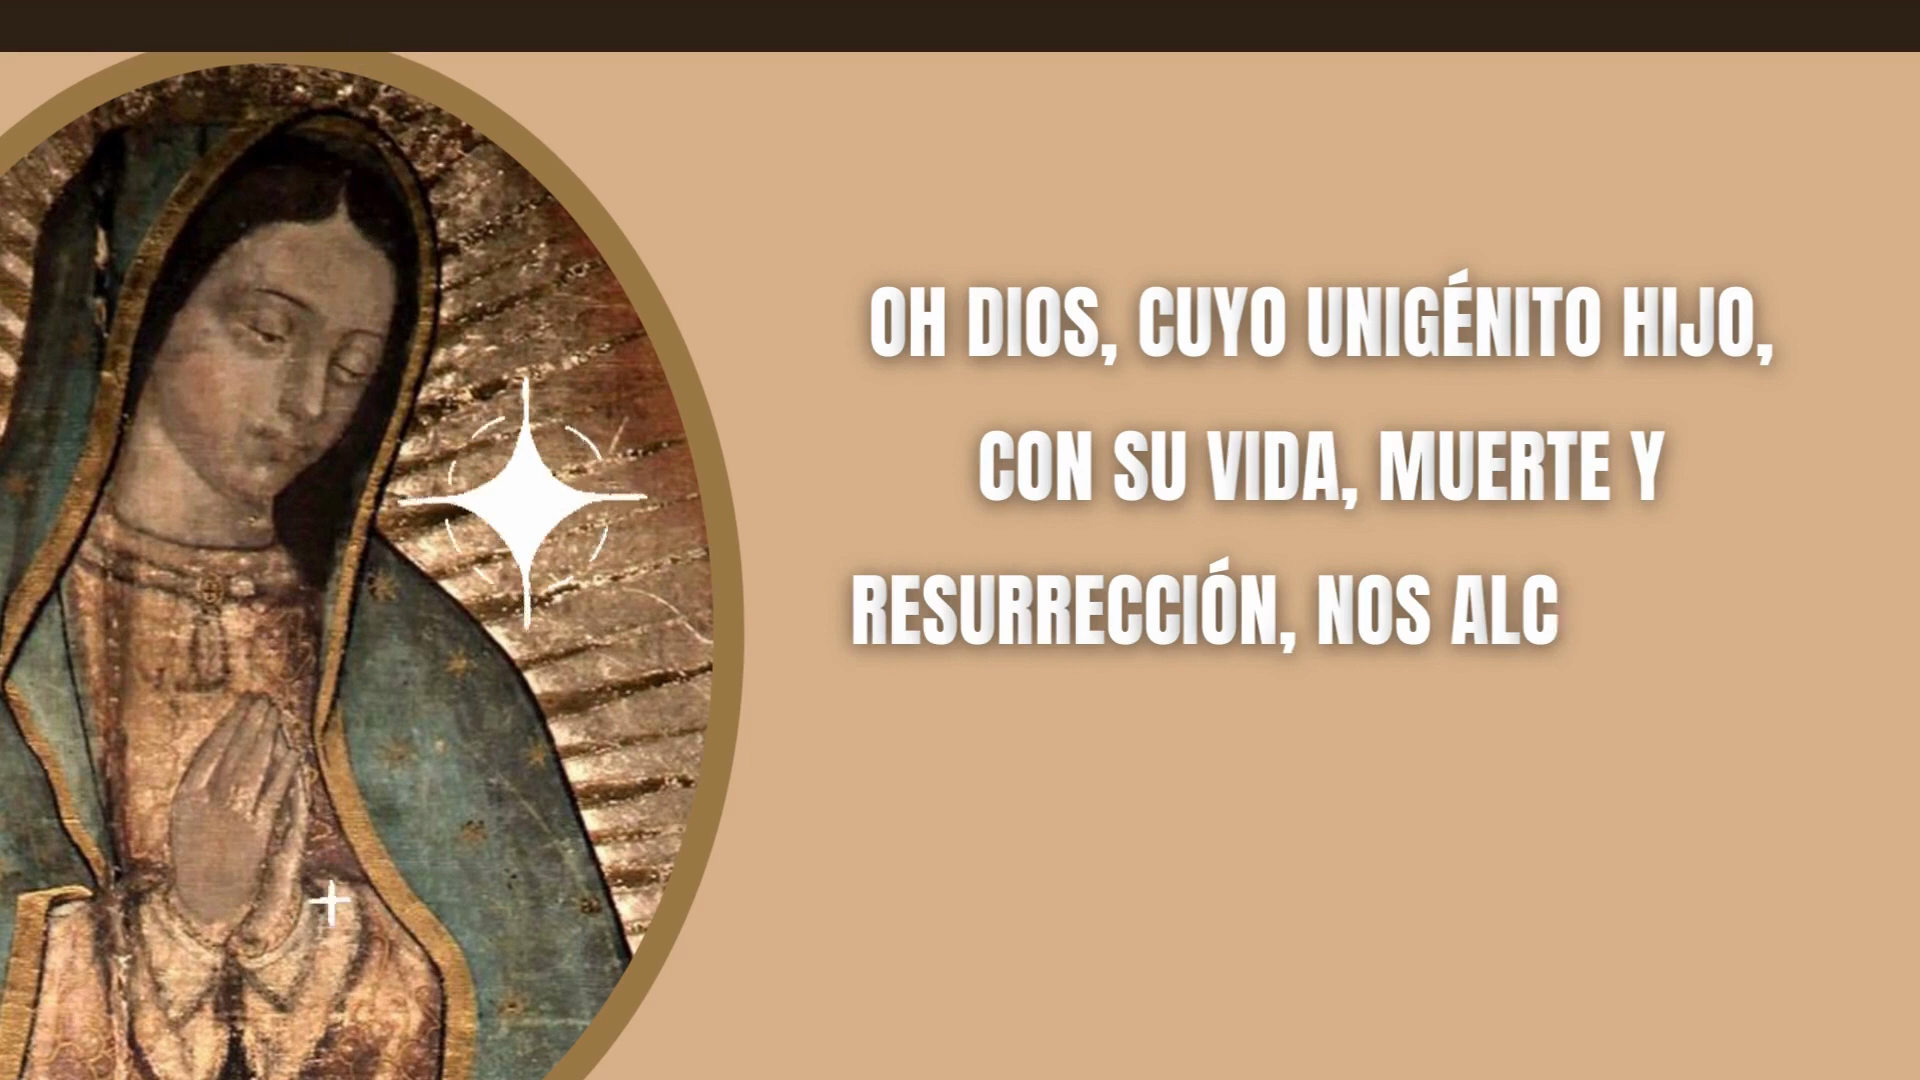 OH DIOS, CUYO UNIGÉNITO HIJO,
CON SU VIDA, MUERTE Y
RESURRECCIÓN, NOS ALC